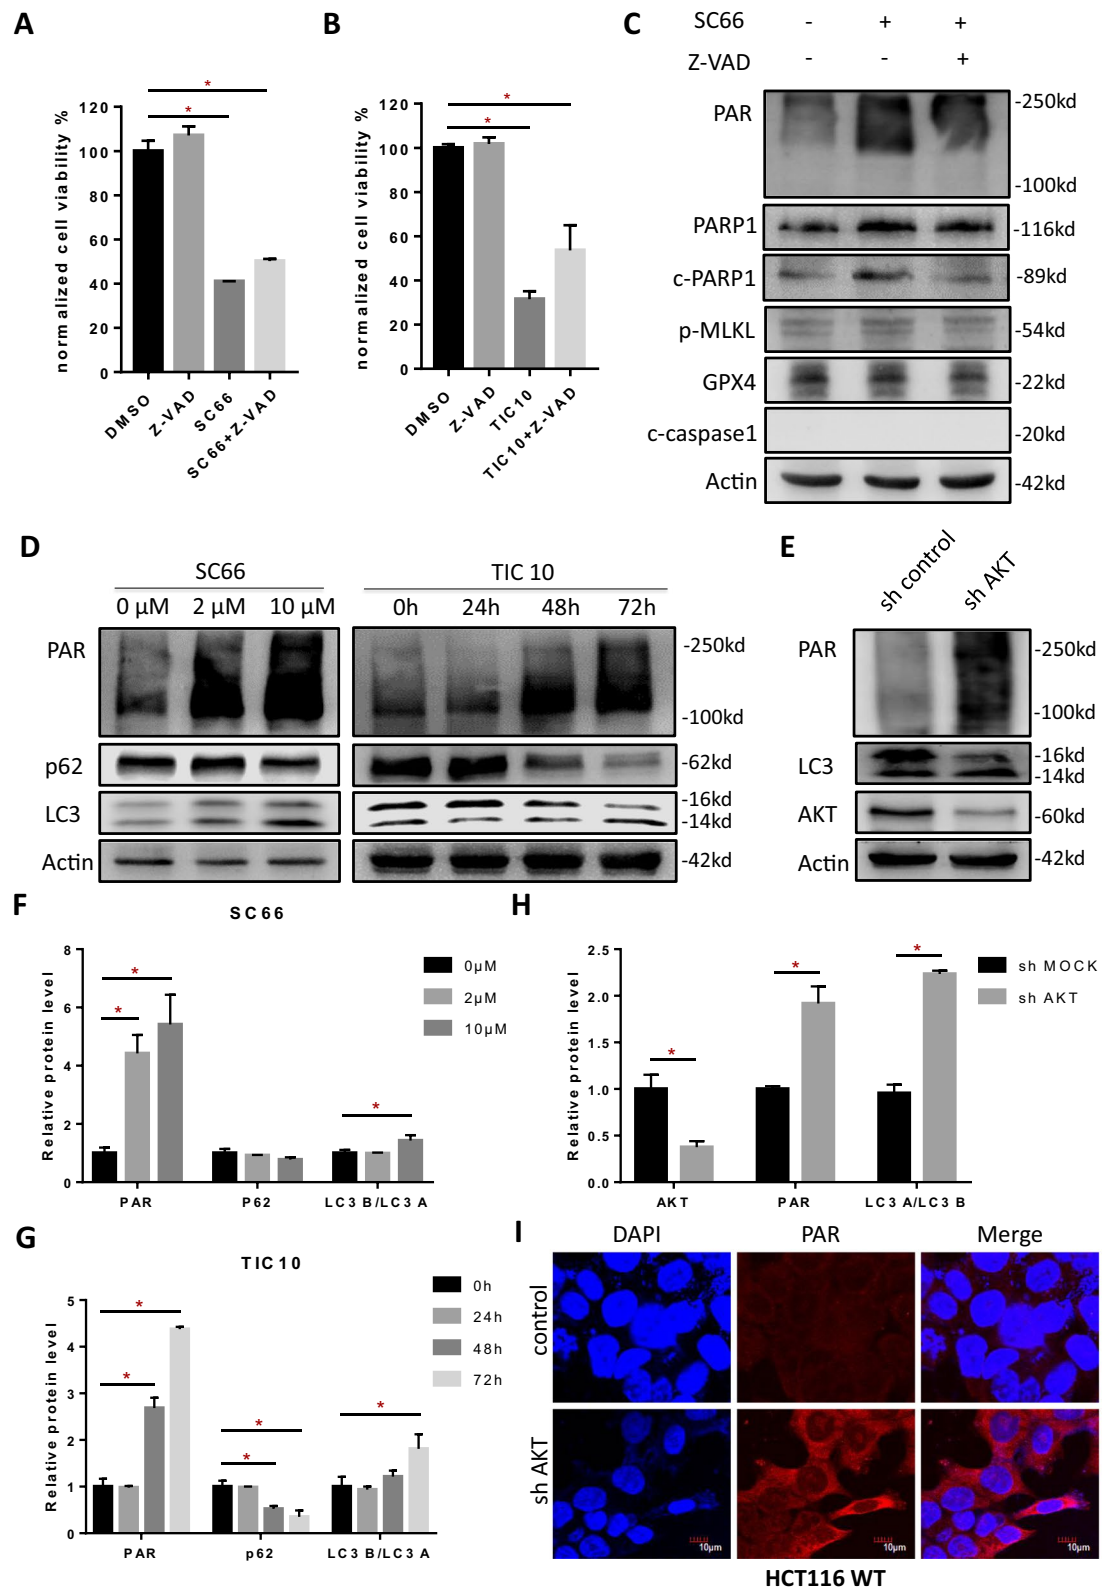 A
normalized cell viability %
120
100
80
60
40
20
0
DMSO
Z-VAD
SC66
SC66+Z-VAD
*
*
B
normalized cell viability %
120
100
80
60
40
20
0
DMSO
Z-VAD
TIC10
TIC10+Z-VAD
*
*
C
SC66 - + +
Z-VAD - - +
PAR -250kd
-100kd
PARP1 -116kd
c-PARP1 -89kd
p-MLKL -54kd
GPX4 -22kd
c-caspase1 -20kd
Actin -42kd
D
SC66 TIC 10
0 µM 2 µM 10 µM 0h 24h 48h 72h
PAR -250kd
-100kd
p62 -62kd
LC3 -16kd
-14kd
Actin -42kd
E
sh control sh AKT
PAR -250kd
-100kd
LC3 -16kd
-14kd
AKT -60kd
Actin -42kd
F
SC66
Relative protein level
8
6
4
2
0
PAR P62 LC3 B/LC3 A
* * *
0µM
2µM
10µM
H
Relative protein level
2.5
2.0
1.5
1.0
0.5
0.0
AKT PAR LC3 A/LC3 B
* * *
sh MOCK
sh AKT
G
TIC10
Relative protein level
5
4
3
2
1
0
PAR p62 LC3 B/LC3 A
* * * * *
0h
24h
48h
72h
I
DAPI PAR Merge
control
sh AKT
10µm 10µm
HCT116 WT